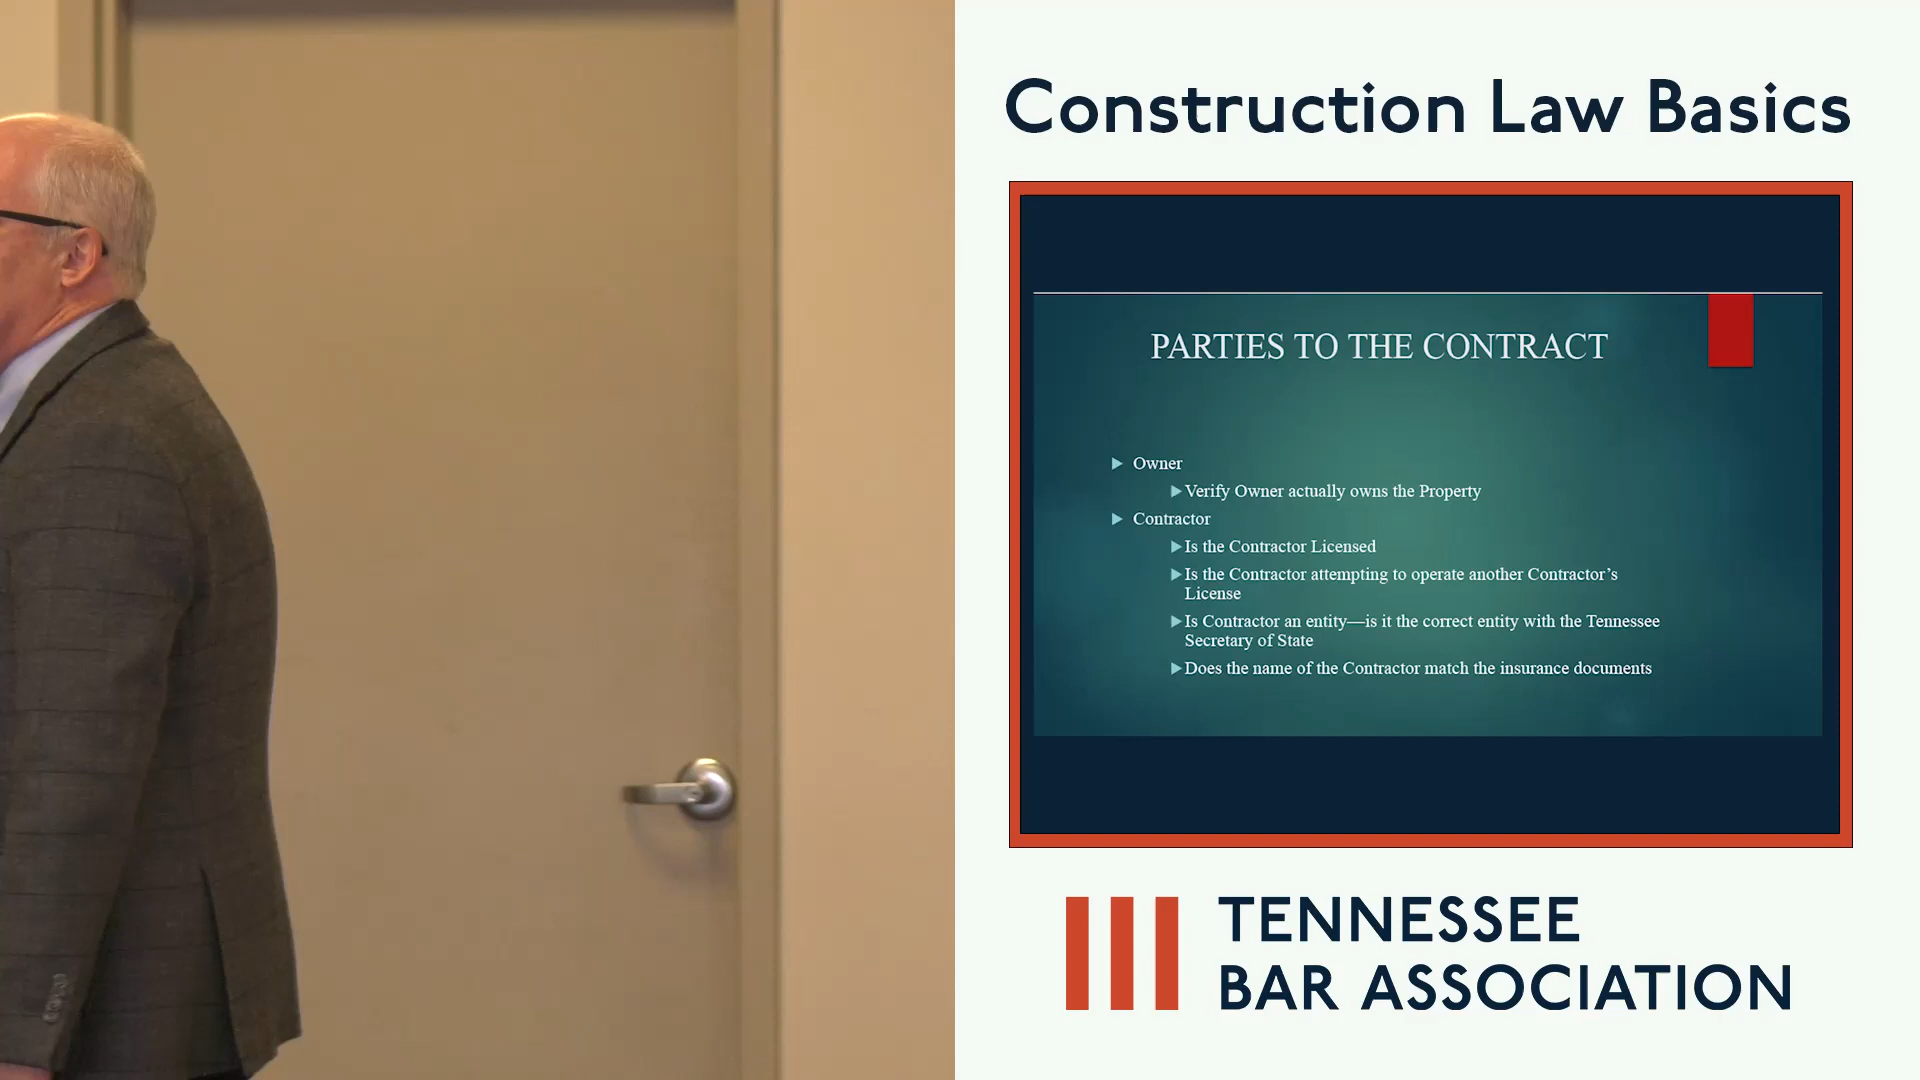 Construction Law Basics
PARTIES TO THE CONTRACT
Owner
Verify Owner actually owns the Property
Contractor
Is the Contractor Licensed
Is the Contractor attempting to operate another Contractor’s
License
Is Contractor an entity—is it the correct entity with the Tennessee
Secretary of State
Does the name of the Contractor match the insurance documents
TENNESSEE
BAR ASSOCIATION